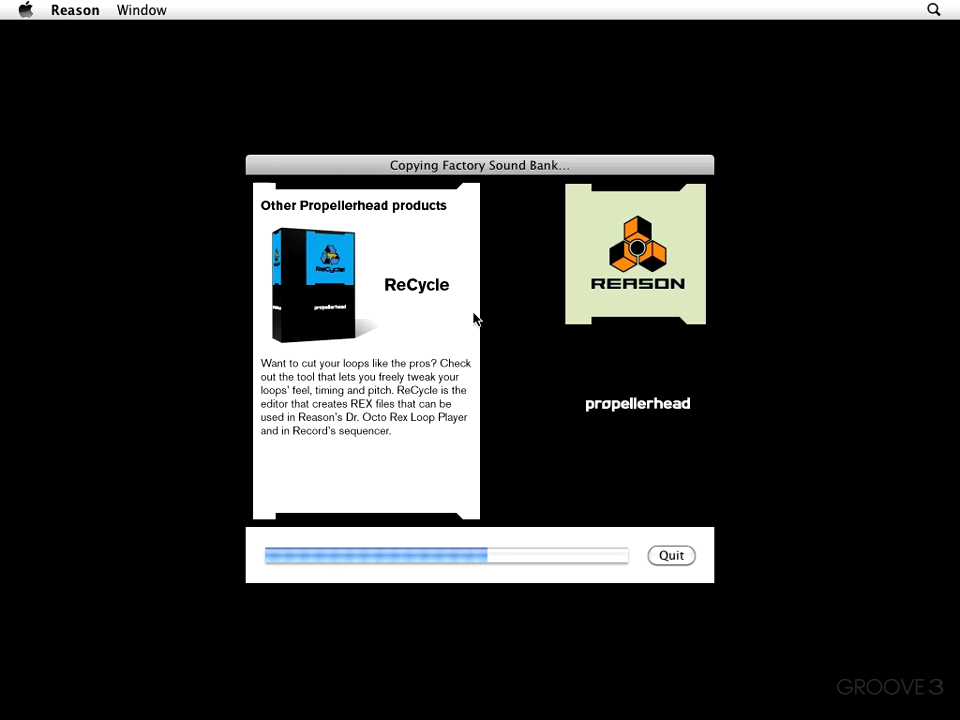 Reason Window
Copying Factory Sound Bank...
Other Propellerhead products
ReCycle!
propellerhead
ReCycle
Want to cut your loops like the pros? Check
out the tool that lets you freely tweak your
loops' feel, timing and pitch. ReCycle is the
editor that creates REX files that can be
used in Reason's Dr. Octo Rex Loop Player
and in Record's sequencer.
REASON
propellerhead
Quit
GROOVE3